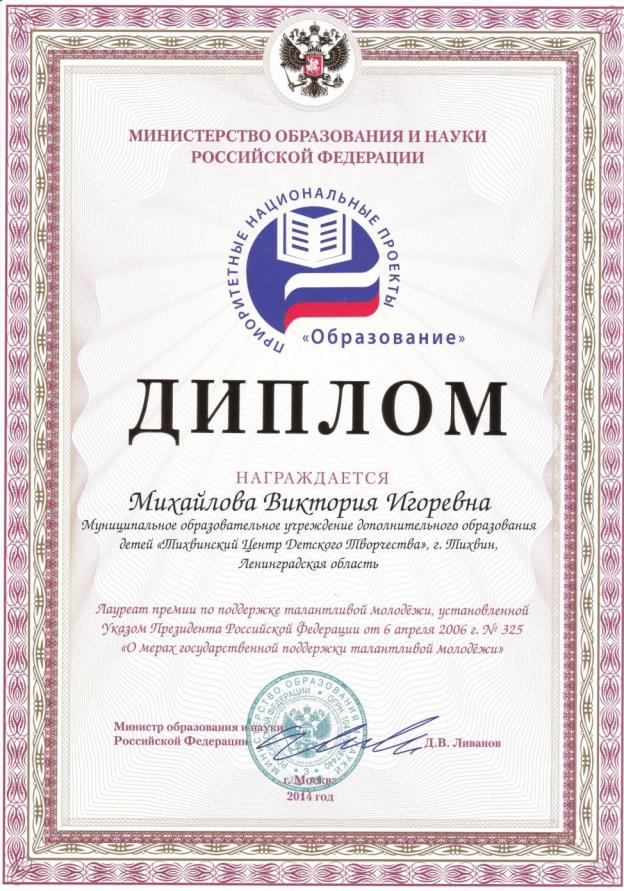 МИНИСТЕРСТВО ОБРАЗОВАНИЯ И НАУКИ
РОССИЙСКОЙ ФЕДЕРАЦИИ
ПРИОРИТЕТНЫЕ НАЦИОНАЛЬНЫЕ ПРОЕКТЫ
«Образование»
ДИПЛОМ
НАГРАЖДАЕТСЯ
Михайлова Виктория Игоревна
Муниципальное образовательное учреждение дополнительного образования
детей «Тихвинский Центр Детского Творчества», г. Тихвин,
Ленинградская область
Лауреат премии по поддержке талантливой молодёжи, установленной
Указом Президента Российской Федерации от 6 апреля 2006 г. № 325
«О мерах государственной поддержки талантливой молодёжи»
Министр образования и науки
Российской Федерации
Д.В. Ливанов
г. Москва
2014 год